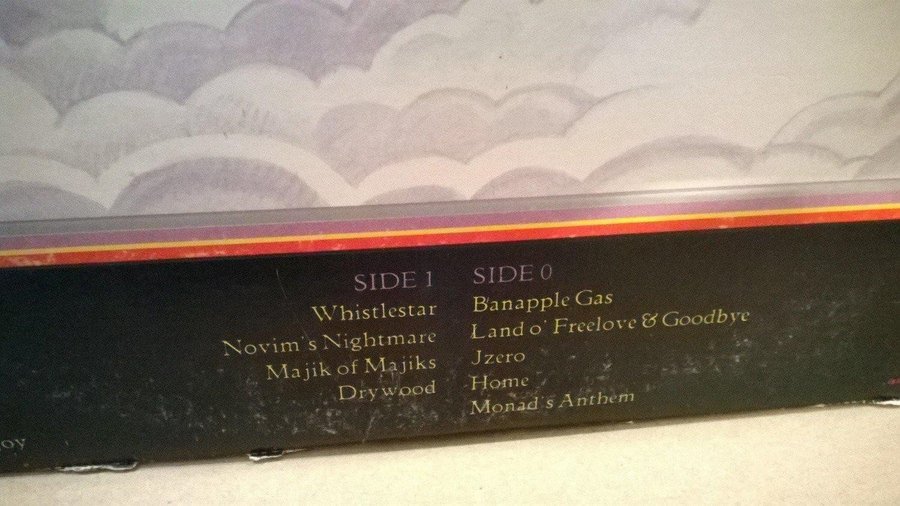 SIDE 1
Whistlestar
Novim's Nightmare
Majik of Majiks
Drywood
SIDE 0
Banapple Gas
Land o' Freelove & Goodbye
Jzero
Home
Monad's Anthem